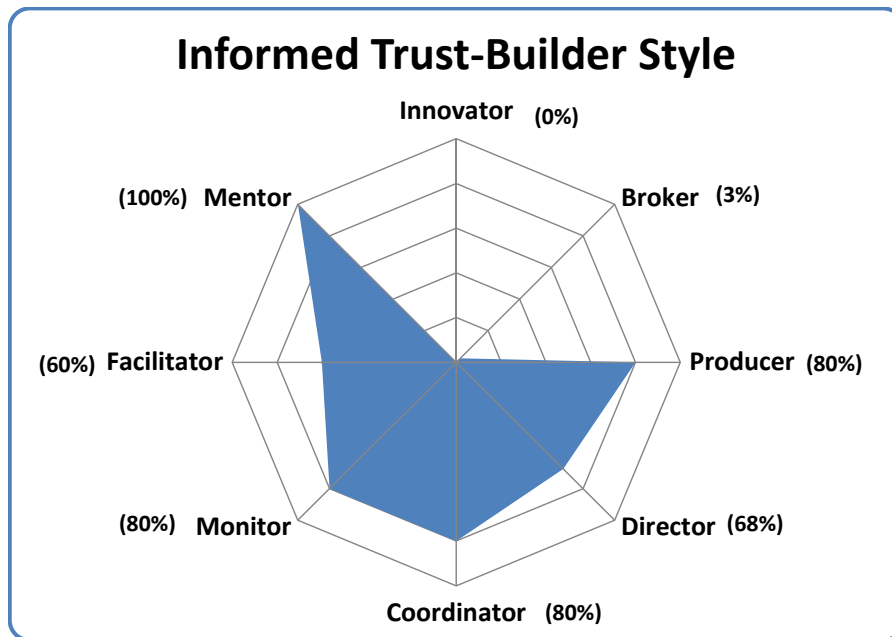 Informed Trust-Builder Style
Innovator (0%)
(100%) Mentor
Broker (3%)
(60%) Facilitator
Producer (80%)
(80%) Monitor
Director (68%)
Coordinator (80%)